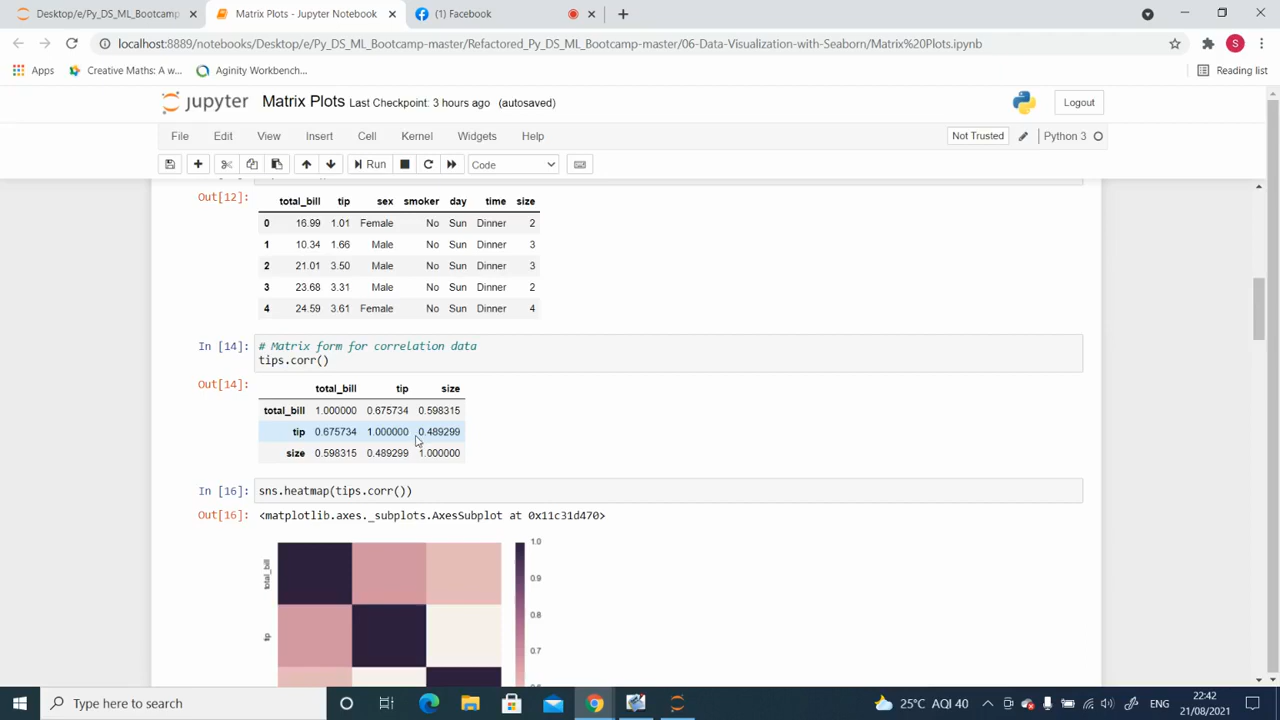 Desktop/e/Py_DS_ML_Bootcamp
Matrix Plots - Jupyter Notebook
(1) Facebook
localhost:8889/notebooks/Desktop/e/Py_DS_ML_Bootcamp-master/Refactored_Py_DS_ML_Bootcamp-master/06-Data-Visualization-with-Seaborn/Matrix%20Plots.ipynb
S
Apps
Creative Maths: A w...
Aginity Workbench...
Reading list
jupyter
Matrix Plots Last Checkpoint: 3 hours ago (autosaved)
Logout
File Edit View Insert Cell Kernel Widgets Help
Not Trusted
Python 3
Run
Code
Out[12]:
total_bill tip sex smoker day time size
0 16.99 1.01 Female No Sun Dinner 2
1 10.34 1.66 Male No Sun Dinner 3
2 21.01 3.50 Male No Sun Dinner 3
3 23.68 3.31 Male No Sun Dinner 2
4 24.59 3.61 Female No Sun Dinner 4
In [14]: # Matrix form for correlation data
tips.corr()
Out[14]:
total_bill tip size
total_bill 1.000000 0.675734 0.598315
tip 0.675734 1.000000 0.489299
size 0.598315 0.489299 1.000000
In [16]: sns.heatmap(tips.corr())
Out[16]: <matplotlib.axes._subplots.AxesSubplot at 0x11c31d470>
1.0
total_bill
0.9
0.8
tip
0.7
Type here to search
25°C AQI 40
ENG
22:42
21/08/2021